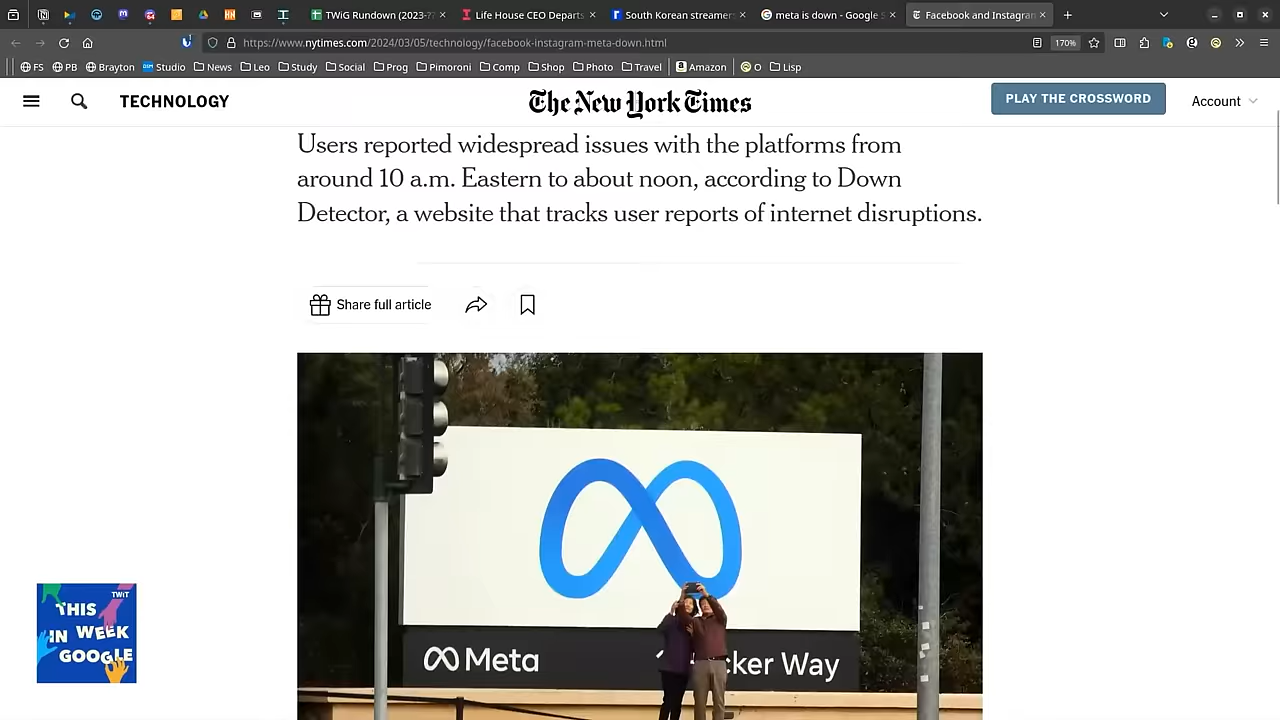 TWiG Rundown (2023-
Life House CEO Departs
South Korean streamers
meta is down - Google S
Facebook and Instagram
https://www.nytimes.com/2024/03/05/technology/facebook-instagram-meta-down.html
170%
FS PB Brayton Studio News Leo Study Social Prog Pimoroni Comp Shop Photo Travel Amazon O Lisp
TECHNOLOGY
The New York Times
PLAY THE CROSSWORD
Account
Users reported widespread issues with the platforms from
around 10 a.m. Eastern to about noon, according to Down
Detector, a website that tracks user reports of internet disruptions.
Share full article
Meta
cker Way
TWiT
THIS
IN WEEK
GOOGLE